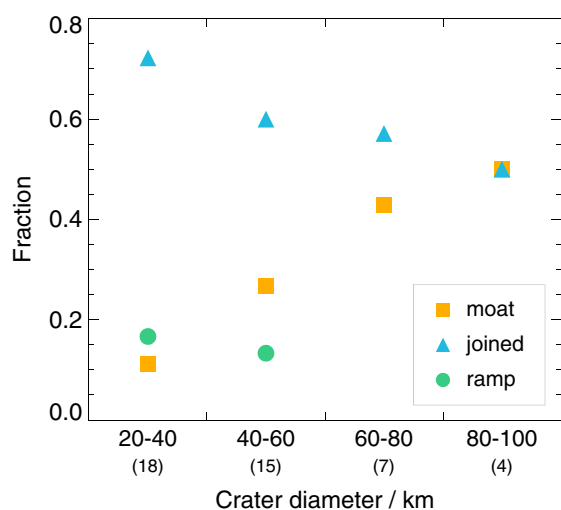 0.8
0.6
0.4
0.2
0.0
Fraction
moat
joined
ramp
20-40 40-60 60-80 80-100
(18) (15) (7) (4)
Crater diameter / km